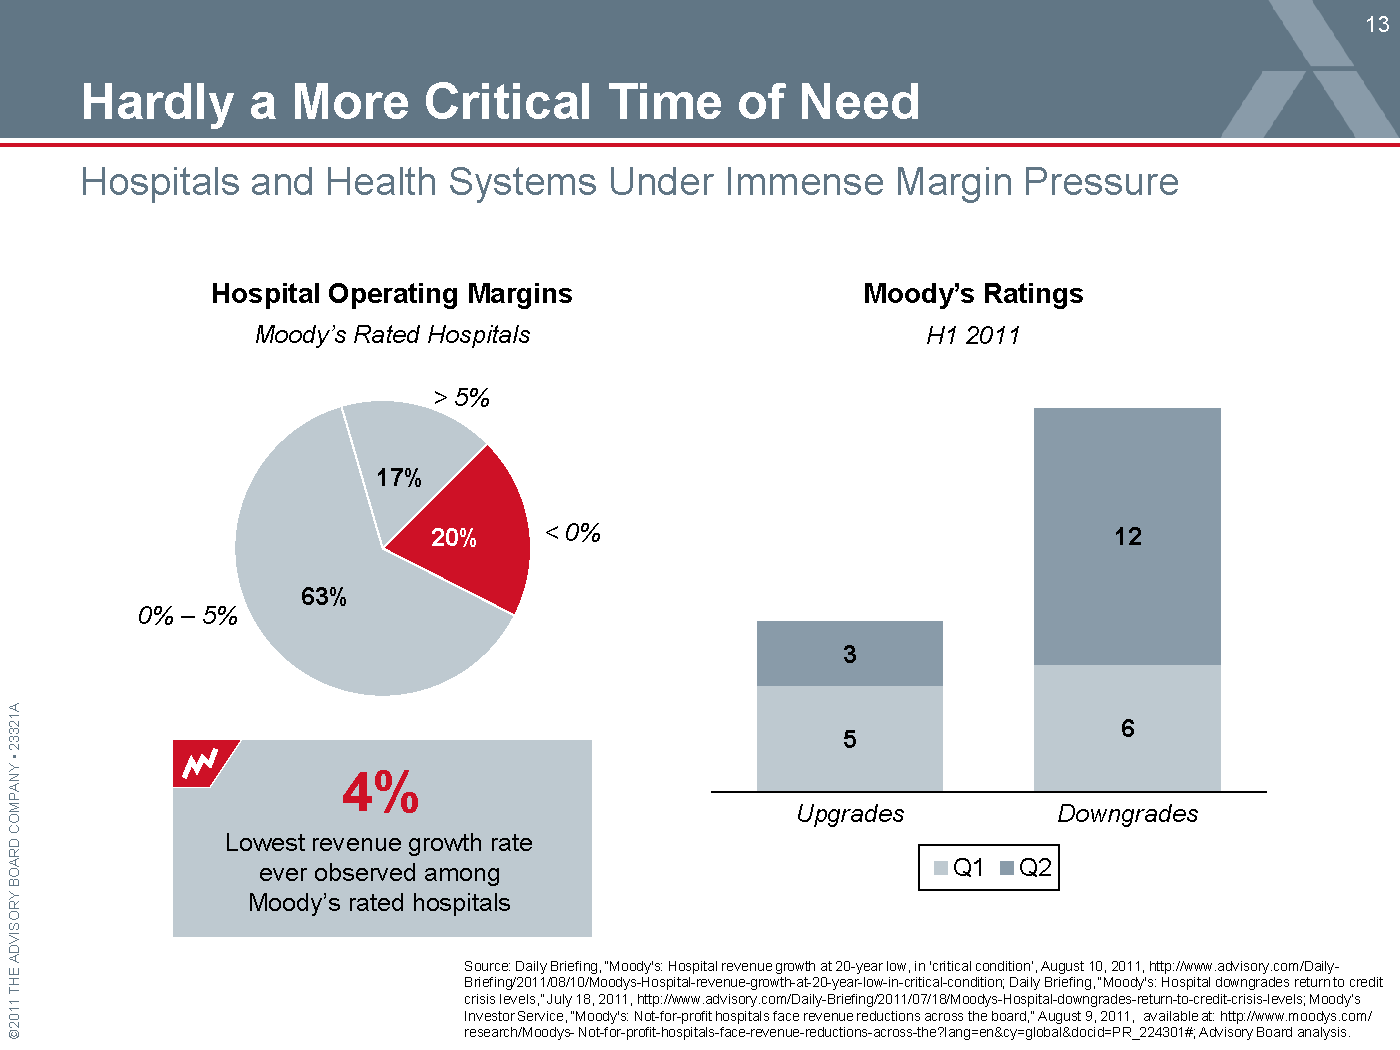 13
Hardly a More Critical Time of Need
Hospitals and Health Systems Under Immense Margin Pressure
Hospital Operating Margins
Moody’s Rated Hospitals
> 5%
17%
20%
< 0%
63%
0% – 5%
4%
Lowest revenue growth rate
ever observed among
Moody’s rated hospitals
Moody’s Ratings
H1 2011
12
3
5
6
Upgrades
Downgrades
Q1
Q2
Source: Daily Briefing, “Moody's: Hospital revenue growth at 20-year low, in 'critical condition’, August 10, 2011, http://www.advisory.com/Daily-
Briefing/2011/08/10/Moodys-Hospital-revenue-growth-at-20-year-low-in-critical-condition; Daily Briefing, “Moody's: Hospital downgrades return to credit
crisis levels,” July 18, 2011, http://www.advisory.com/Daily-Briefing/2011/07/18/Moodys-Hospital-downgrades-return-to-credit-crisis-levels; Moody’s
Investor Service, “Moody's: Not-for-profit hospitals face revenue reductions across the board,” August 9, 2011, available at: http://www.moodys.com/
research/Moodys- Not-for-profit-hospitals-face-revenue-reductions-across-the?lang=en&cy=global&docid=PR_224301#; Advisory Board analysis.
©2011 THE ADVISORY BOARD COMPANY • 23321A